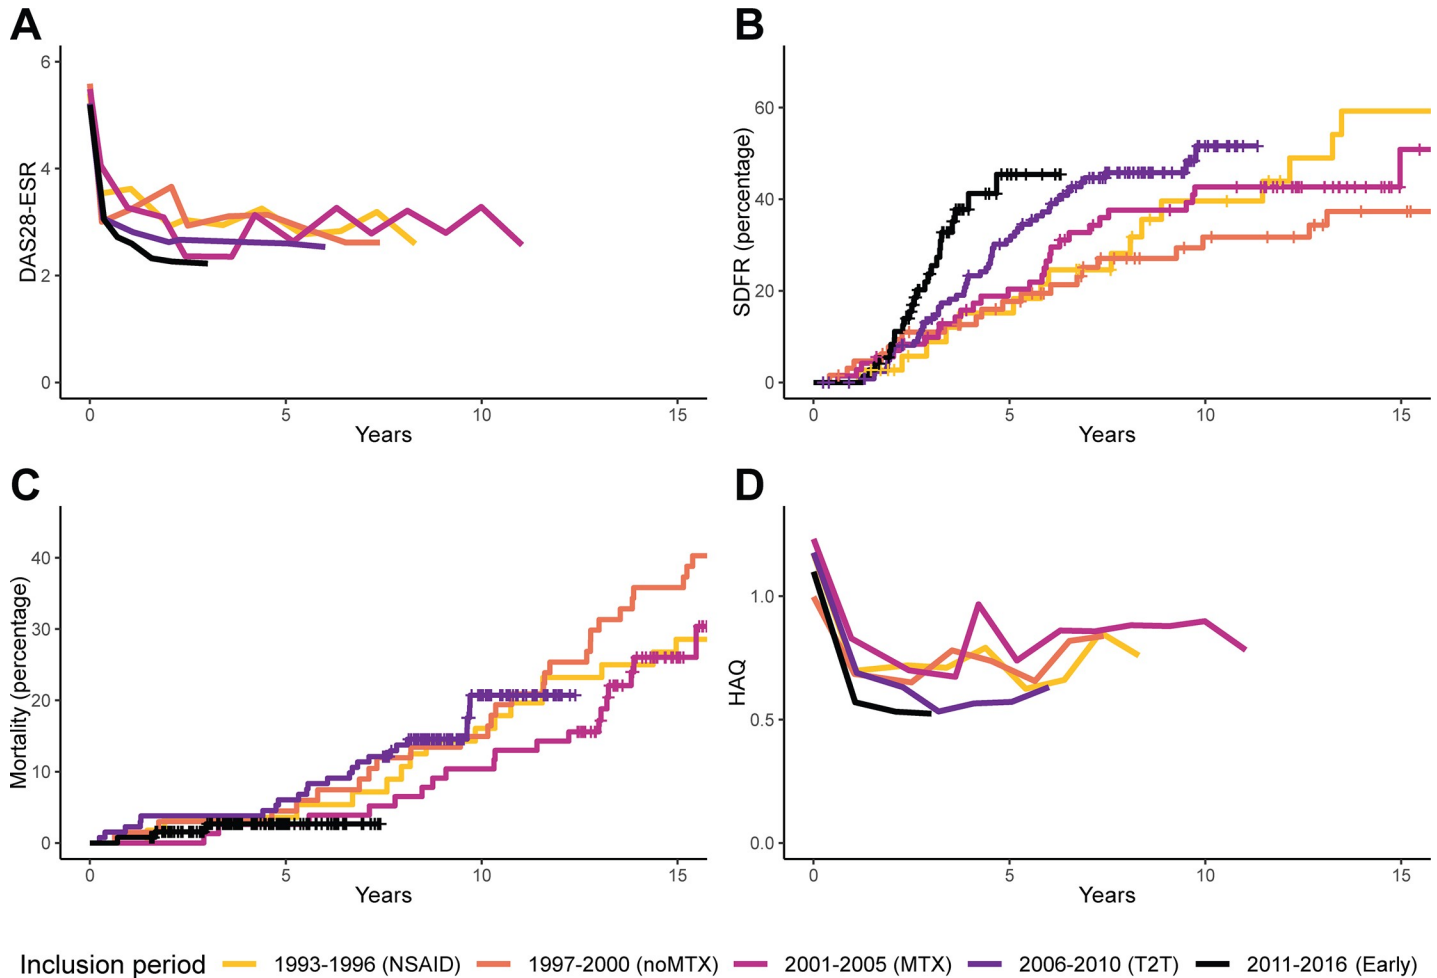 A
B
DAS28-ESR
6
4
2
0
0 5 10 15
Years
SDFR (percentage)
60
40
20
0
0 5 10 15
Years
C
D
Mortality (percentage)
40
30
20
10
0
0 5 10 15
Years
HAQ
1.0
0.5
0.0
0 5 10 15
Years
Inclusion period 1993-1996 (NSAID) 1997-2000 (noMTX) 2001-2005 (MTX) 2006-2010 (T2T) 2011-2016 (Early)